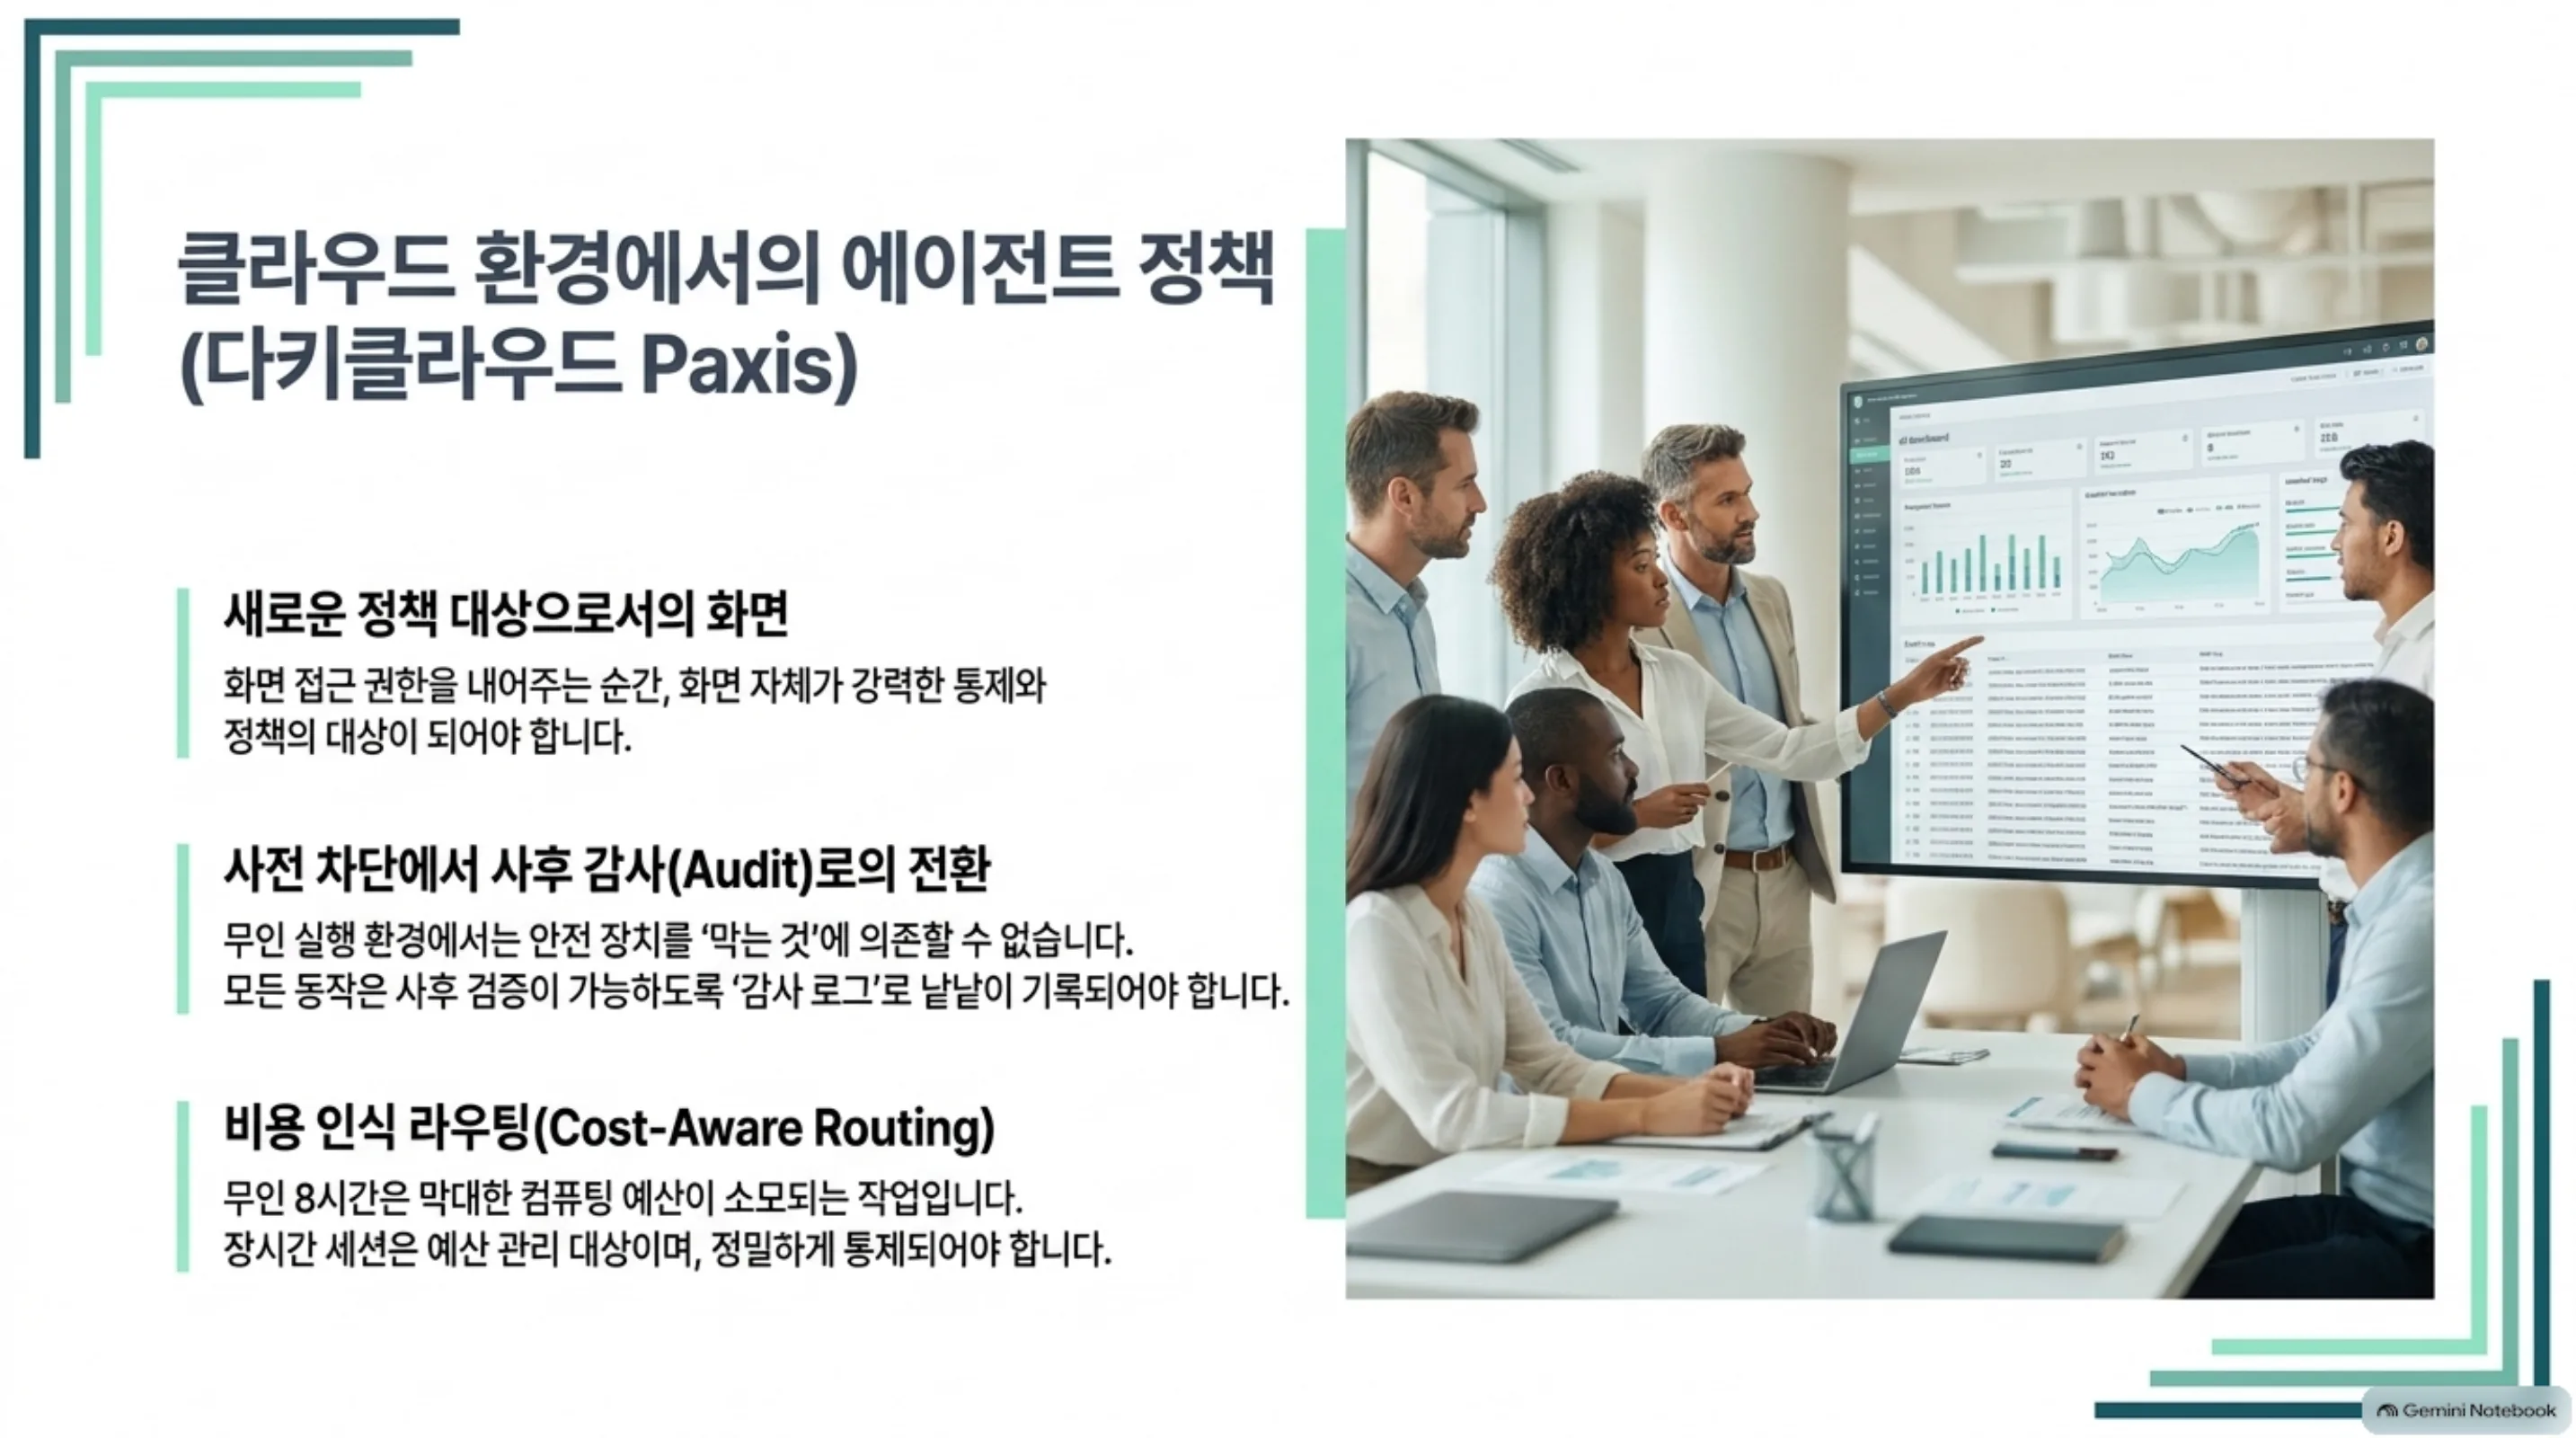 클라우드 환경에서의 에이전트 정책
(다키클라우드 Paxis)
새로운 정책 대상으로서의 화면
화면 접근 권한을 내어주는 순간, 화면 자체가 강력한 통제와
정책의 대상이 되어야 합니다.
사전 차단에서 사후 감사(Audit)로의 전환
무인 실행 환경에서는 안전 장치를 ‘막는 것’에 의존할 수 없습니다.
모든 동작은 사후 검증이 가능하도록 ‘감사 로그’로 낱낱이 기록되어야 합니다.
비용 인식 라우팅(Cost-Aware Routing)
무인 8시간은 막대한 컴퓨팅 예산이 소모되는 작업입니다.
장시간 세션은 예산 관리 대상이며, 정밀하게 통제되어야 합니다.
Gemini Notebook